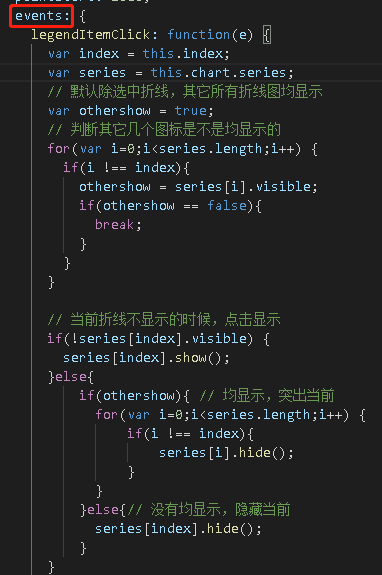 events: {
legendItemClick: function(e) {
var index = this.index;
var series = this.chart.series;
// 默认除选中折线，其它所有折线图均显示
var othershow = true;
// 判断其它几个图标是不是均显示的
for(var i=0;i<series.length;i++) {
if(i !== index){
othershow = series[i].visible;
if(othershow == false){
break;
}
}
}
// 当前折线不显示的时候，点击显示
if(!series[index].visible) {
series[index].show();
}else{
if(othershow){ // 均显示，突出当前
for(var i=0;i<series.length;i++) {
if(i !== index){
series[i].hide();
}
}
}else{// 没有均显示，隐藏当前
series[index].hide();
}
}